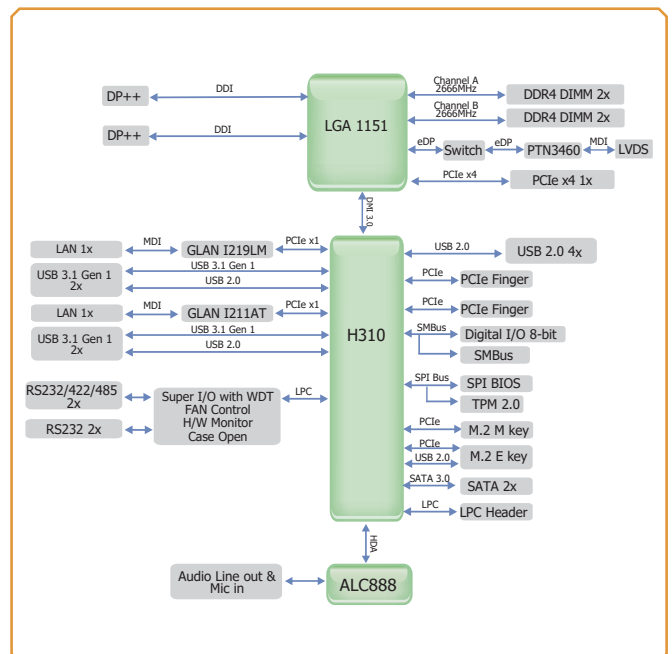 DP++
DDI
DP++
DDI
LGA 1151
Channel A
2666MHz
DDR4 DIMM 2x
Channel B
2666MHz
DDR4 DIMM 2x
eDP
Switch
eDP
PTN3460
MDI
LVDS
PCIe x4
PCIe x4 1x
DMI 3.0
LAN 1x
MDI
GLAN I219LM
PCIe x1
USB 3.1 Gen 1
2x
USB 3.1 Gen 1
USB 2.0
LAN 1x
MDI
GLAN I211AT
PCIe x1
USB 3.1 Gen 1
2x
USB 3.1 Gen 1
USB 2.0
RS232/422/485
2x
RS232 2x
Super I/O with WDT
FAN Control
H/W Monitor
Case Open
LPC
H310
USB 2.0
USB 2.0 4x
PCIe
PCIe Finger
PCIe
PCIe Finger
SMBus
Digital I/O 8-bit
SMBus
SPI Bus
SPI BIOS
TPM 2.0
PCIe
M.2 M key
PCIe
USB 2.0
M.2 E key
SATA 3.0
SATA 2x
LPC
LPC Header
HDA
Audio Line out &
Mic in
ALC888